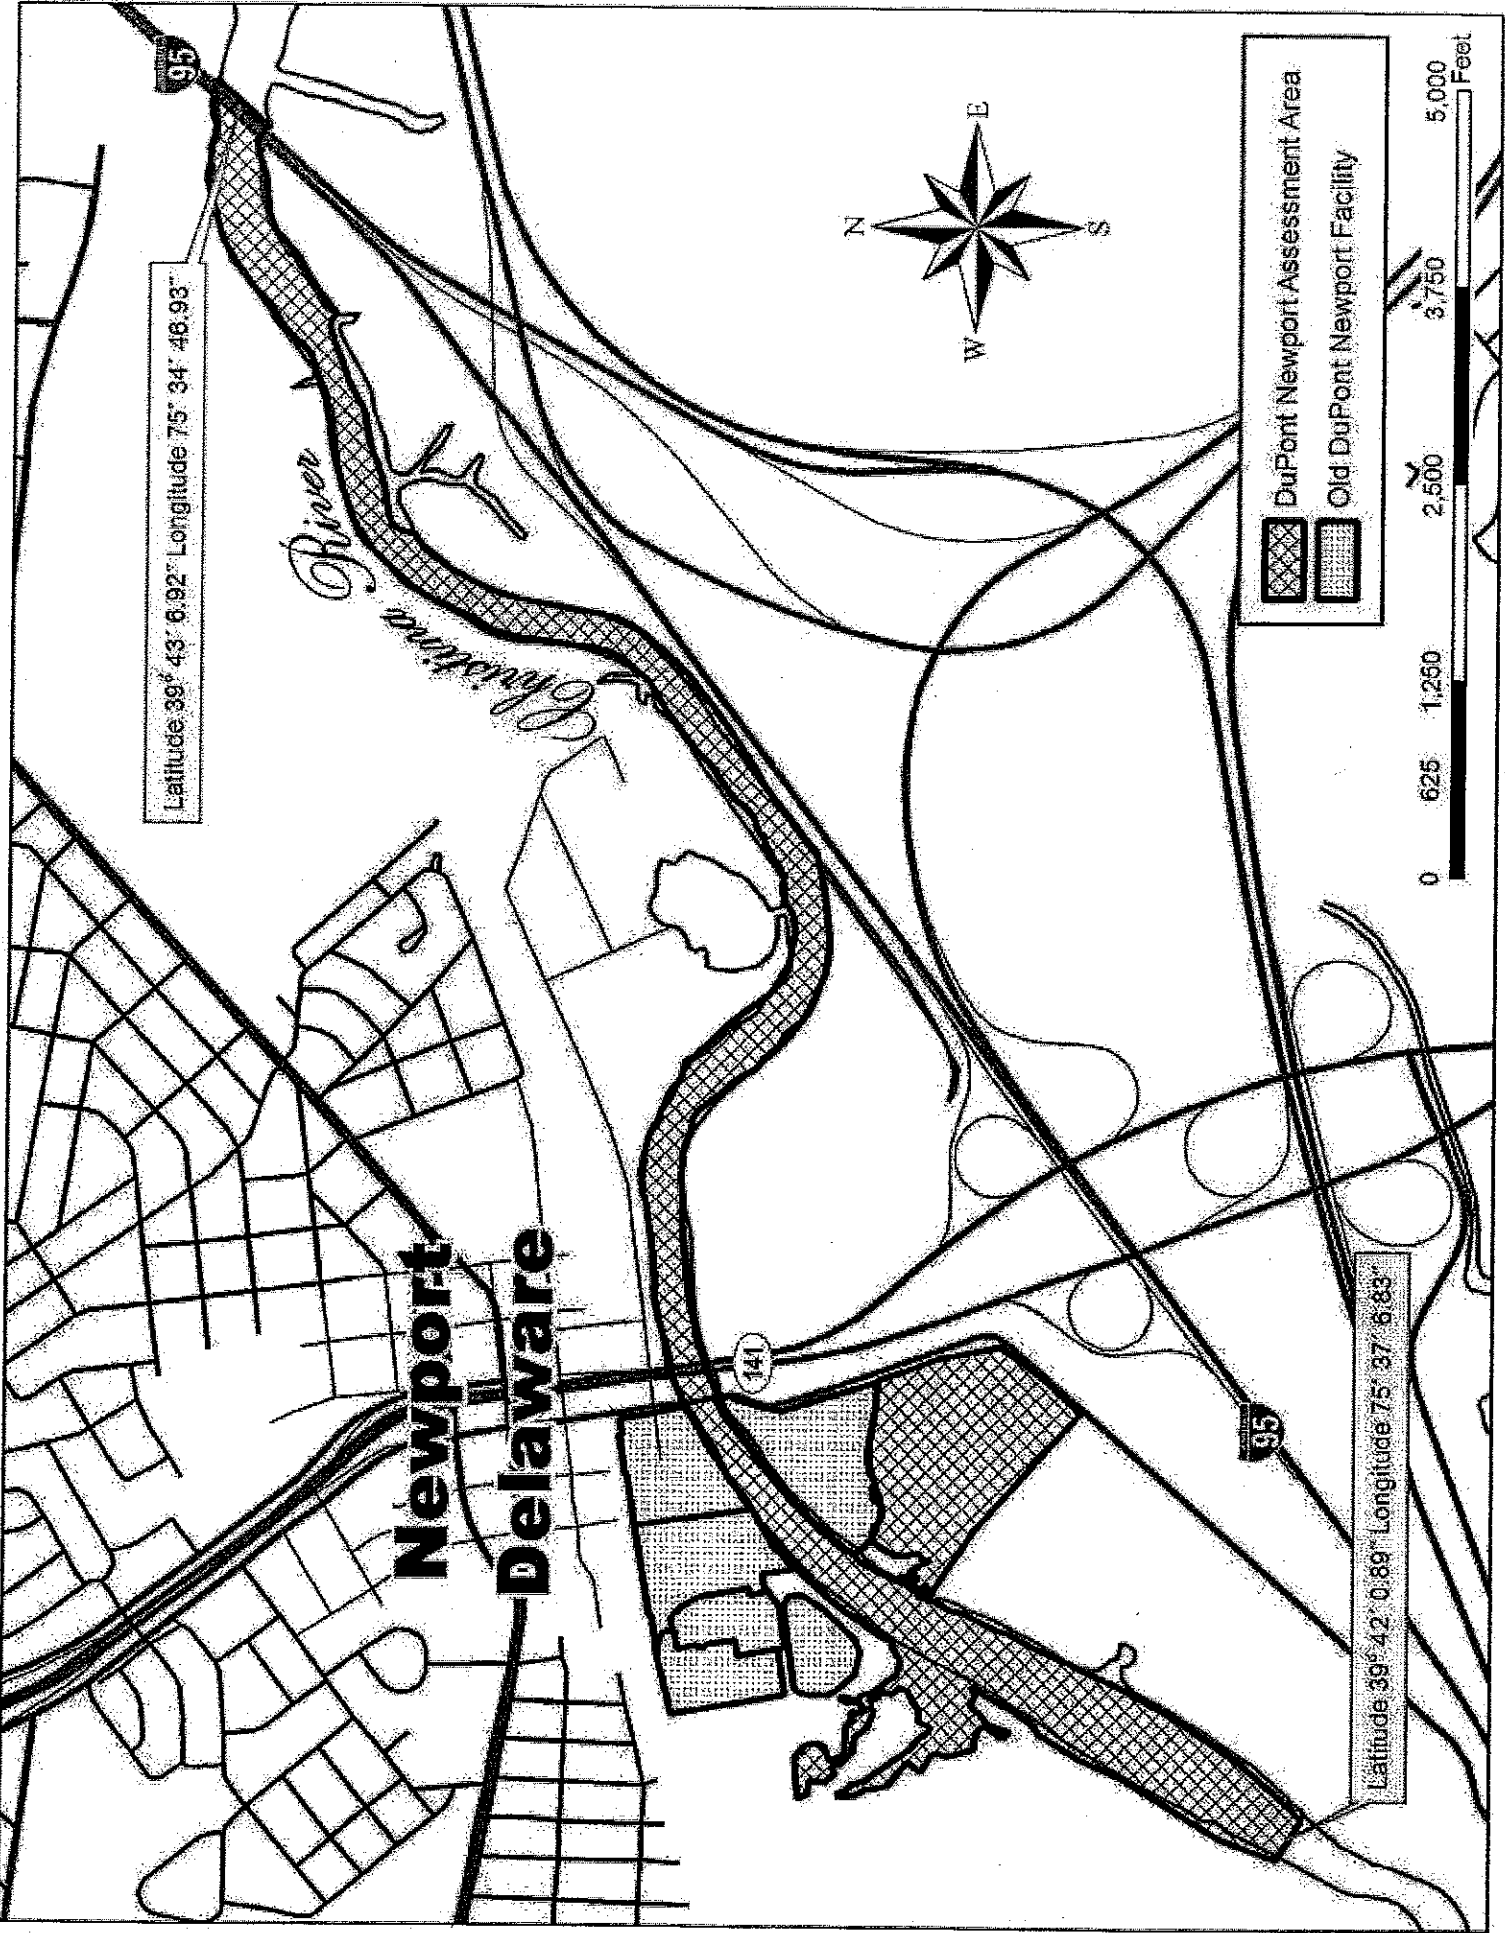 95
Latitude 39° 43' 6.92" Longitude 75° 34' 46.93"
Christina River
Newport
Delaware
141
N
W
E
S
95
Latitude 39° 42' 0.89" Longitude 75° 37' 6.83"
DuPont Newport Assessment Area
Old DuPont Newport Facility
0 625 1,250 2,500 3,750 5,000
Feet